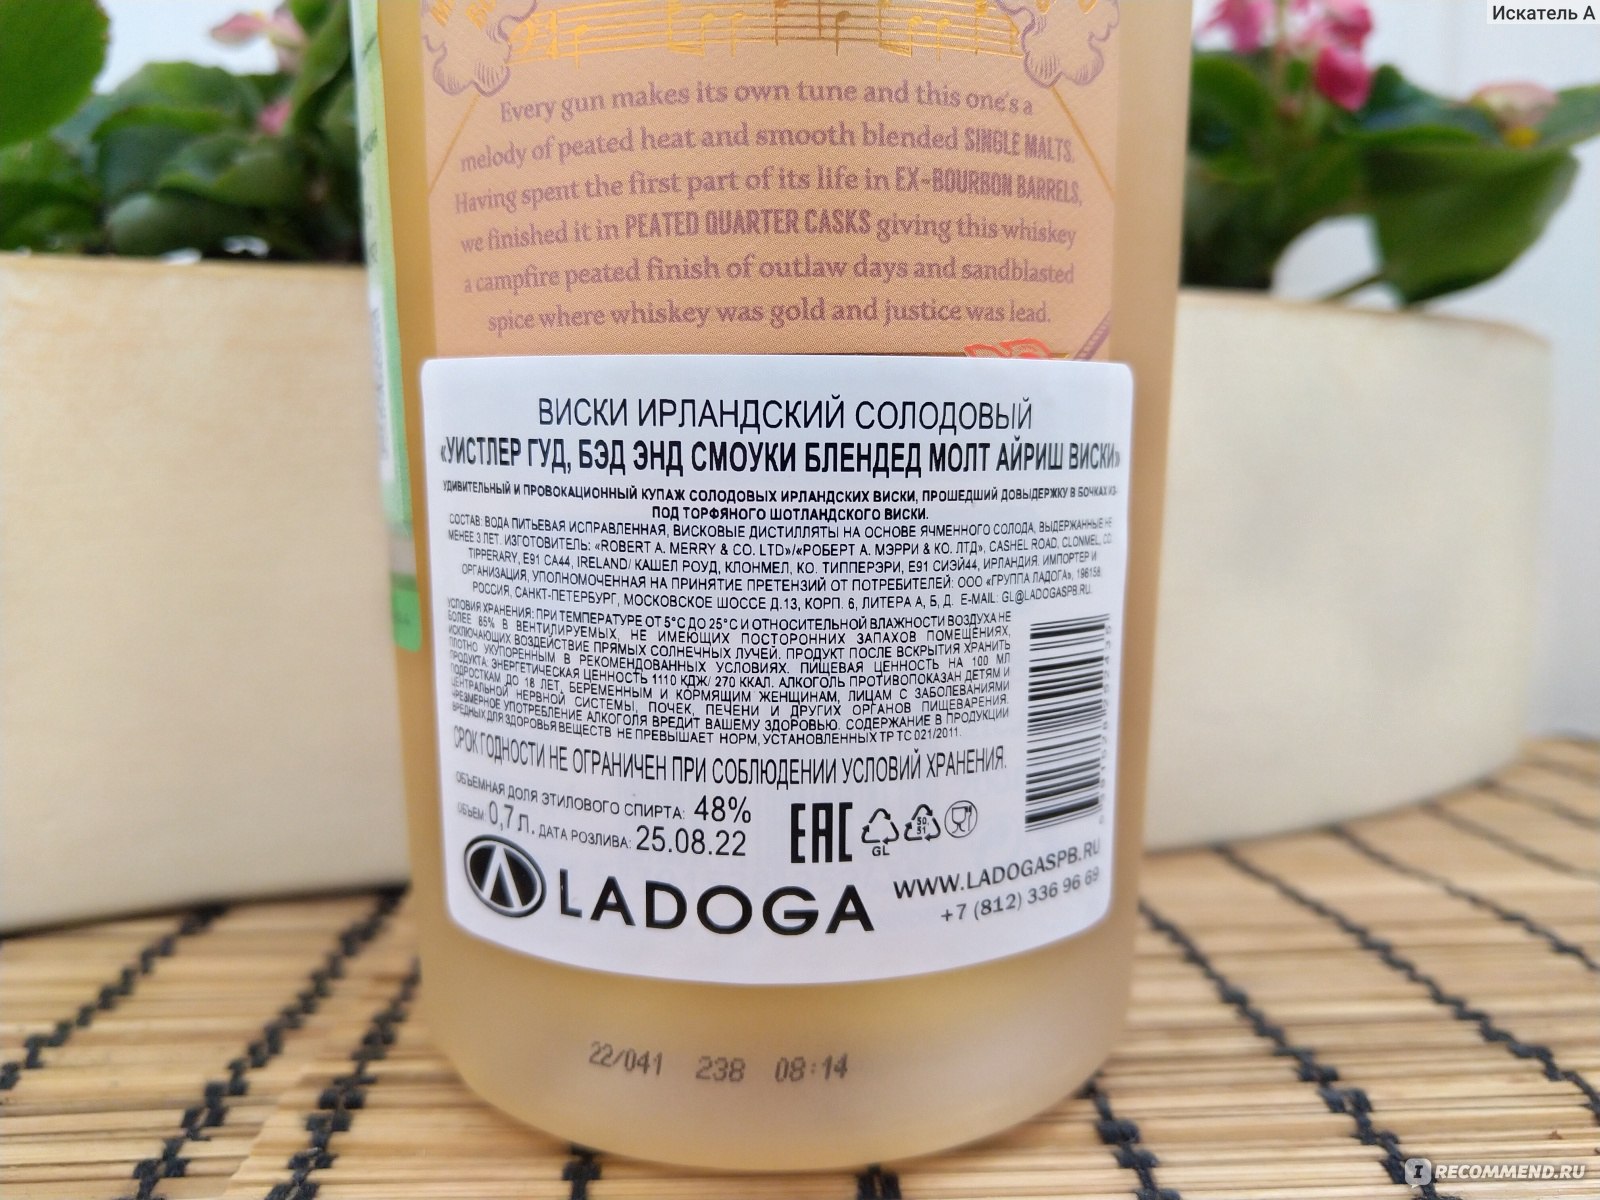 Искатель А
Every gun makes its own tune and this one's a
melody of peated heat and smooth blended SINGLE MALTS.
Having spent the first part of its life in EX-BOURBON BARRELS,
we finished it in PEATED QUARTER CASKS giving this whiskey
a campfire peated finish of outlaw days and sandblasted
spice where whiskey was gold and justice was lead.
ВИСКИ ИРЛАНДСКИЙ СОЛОДОВЫЙ
«УИСТЛЕР ГУД, БЭД ЭНД СМОУКИ БЛЕНДЕД МОЛТ АЙРИШ ВИСКИ»
УДИВИТЕЛЬНЫЙ И ПРОВОКАЦИОННЫЙ КУПАЖ СОЛОДОВЫХ ИРЛАНДСКИХ ВИСКИ, ПРОШЕДШИЙ ДОВЫДЕРЖКУ В БОЧКАХ ИЗ-
ПОД ТОРФЯНОГО ШОТЛАНДСКОГО ВИСКИ.
СОСТАВ: ВОДА ПИТЬЕВАЯ ИСПРАВЛЕННАЯ, ВИСКОВЫЕ ДИСТИЛЛЯТЫ НА ОСНОВЕ ЯЧМЕННОГО СОЛОДА, ВЫДЕРЖАННЫЕ НЕ
МЕНЕЕ 3 ЛЕТ. ИЗГОТОВИТЕЛЬ: «ROBERT A. MERRY & CO. LTD»/«РОБЕРТ А. МЭРРИ & КО. ЛТД», CASHEL ROAD, CLONMEL, CO.
TIPPERARY, E91 CA44, IRELAND/ КАШЕЛ РОУД, КЛОНМЕЛ, КО. ТИППЕРЭРИ, Е91 СИЭЙ44, ИРЛАНДИЯ. ИМПОРТЕР И
ОРГАНИЗАЦИЯ, УПОЛНОМОЧЕННАЯ НА ПРИНЯТИЕ ПРЕТЕНЗИЙ ОТ ПОТРЕБИТЕЛЕЙ: ООО «ГРУППА ЛАДОГА», 196158,
РОССИЯ, САНКТ-ПЕТЕРБУРГ, МОСКОВСКОЕ ШОССЕ Д.13, КОРП. 6, ЛИТЕРА А, Б, Д. E-MAIL: GL@LADOGASPB.RU.
УСЛОВИЯ ХРАНЕНИЯ: ПРИ ТЕМПЕРАТУРЕ ОТ 5°С ДО 25°С И ОТНОСИТЕЛЬНОЙ ВЛАЖНОСТИ ВОЗДУХА НЕ
БОЛЕЕ 85% В ВЕНТИЛИРУЕМЫХ, НЕ ИМЕЮЩИХ ПОСТОРОННИХ ЗАПАХОВ ПОМЕЩЕНИЯХ,
ИСКЛЮЧАЮЩИХ ВОЗДЕЙСТВИЕ ПРЯМЫХ СОЛНЕЧНЫХ ЛУЧЕЙ. ПРОДУКТ ПОСЛЕ ВСКРЫТИЯ ХРАНИТЬ
ПЛОТНО УКУПОРЕННЫМ В РЕКОМЕНДОВАННЫХ УСЛОВИЯХ. ПИЩЕВАЯ ЦЕННОСТЬ НА 100 МЛ
ПРОДУКТА: ЭНЕРГЕТИЧЕСКАЯ ЦЕННОСТЬ 1110 КДЖ/ 270 ККАЛ. АЛКОГОЛЬ ПРОТИВОПОКАЗАН ДЕТЯМ И
ПОДРОСТКАМ ДО 18 ЛЕТ, БЕРЕМЕННЫМ И КОРМЯЩИМ ЖЕНЩИНАМ, ЛИЦАМ С ЗАБОЛЕВАНИЯМИ
ЦЕНТРАЛЬНОЙ НЕРВНОЙ СИСТЕМЫ, ПОЧЕК, ПЕЧЕНИ И ДРУГИХ ОРГАНОВ ПИЩЕВАРЕНИЯ.
ЧРЕЗМЕРНОЕ УПОТРЕБЛЕНИЕ АЛКОГОЛЯ ВРЕДИТ ВАШЕМУ ЗДОРОВЬЮ. СОДЕРЖАНИЕ В ПРОДУКЦИИ
ВРЕДНЫХ ДЛЯ ЗДОРОВЬЯ ВЕЩЕСТВ НЕ ПРЕВЫШАЕТ НОРМ, УСТАНОВЛЕННЫХ ТР ТС 021/2011.
СРОК ГОДНОСТИ НЕ ОГРАНИЧЕН ПРИ СОБЛЮДЕНИИ УСЛОВИЙ ХРАНЕНИЯ.
ОБЪЕМНАЯ ДОЛЯ ЭТИЛОВОГО СПИРТА: 48%
ОБЪЕМ: 0,7 Л. ДАТА РОЗЛИВА: 25.08.22
EAC
GL
50, 51
LADOGA
WWW.LADOGASPB.RU
+7 (812) 336 96 69
22/041 238 08:14
IRECOMMEND.RU